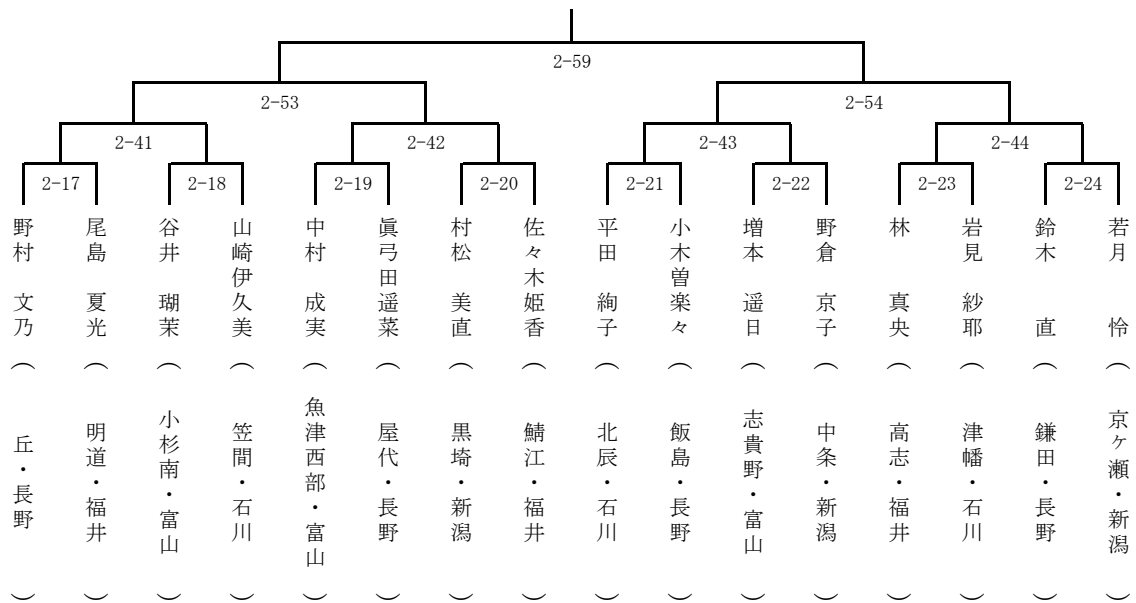 2-59
2-53
2-54
2-41
2-42
2-43
2-44
2-17
2-18
2-19
2-20
2-21
2-22
2-23
2-24
野村 文乃(丘・長野)
尾島 夏光(明道・福井)
谷井 瑚茉(小杉南・富山)
山崎伊久美(笠間・石川)
中村 成実(魚津西部・富山)
眞弓田遥菜(屋代・長野)
村松 美直(黒埼・新潟)
佐々木姫香(鯖江・福井)
平田 絢子(北辰・石川)
小木曽楽々(飯島・長野)
増本 遥日(志貴野・富山)
野倉 京子(中条・新潟)
林 真央(高志・福井)
岩見 紗耶(津幡・石川)
鈴木 直(鎌田・長野)
若月 怜(京ヶ瀬・新潟)